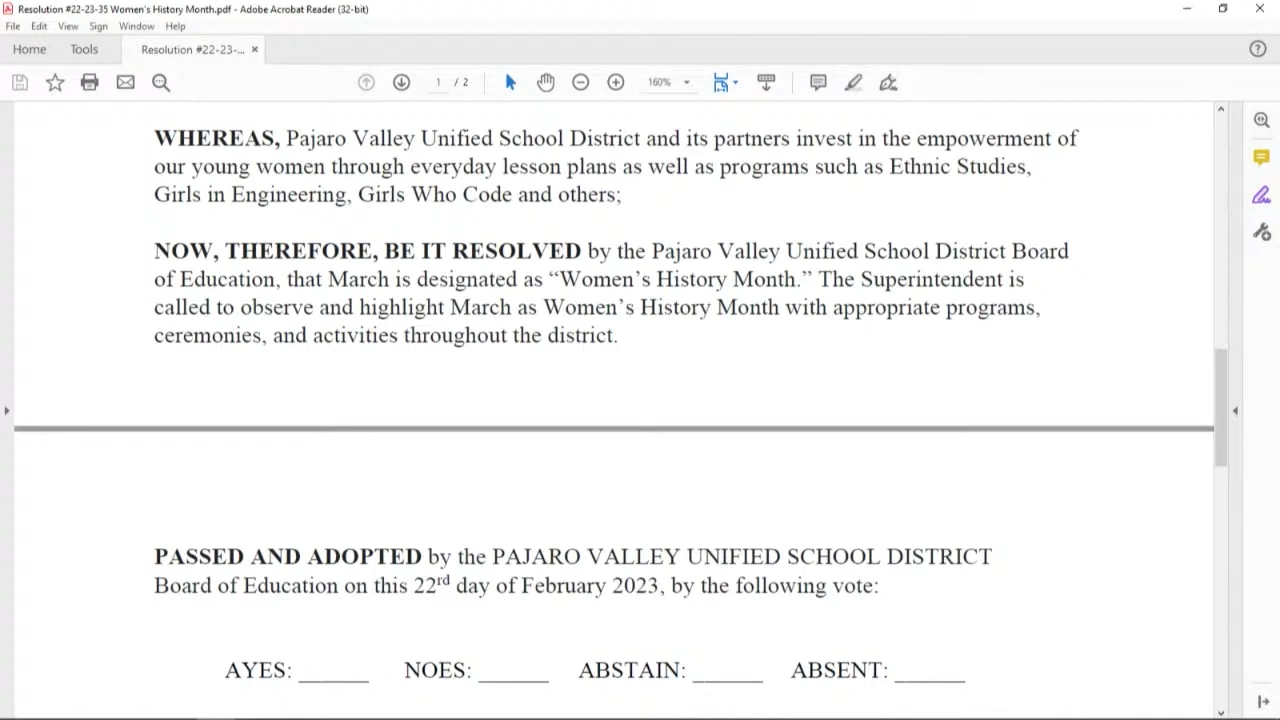 Resolution #22-23-35 Women's History Month.pdf - Adobe Acrobat Reader (32-bit)
File Edit View Sign Window Help
Home Tools Resolution #22-23-... ×
1 / 2 160%
WHEREAS, Pajaro Valley Unified School District and its partners invest in the empowerment of
our young women through everyday lesson plans as well as programs such as Ethnic Studies,
Girls in Engineering, Girls Who Code and others;
NOW, THEREFORE, BE IT RESOLVED by the Pajaro Valley Unified School District Board
of Education, that March is designated as “Women’s History Month.” The Superintendent is
called to observe and highlight March as Women’s History Month with appropriate programs,
ceremonies, and activities throughout the district.
PASSED AND ADOPTED by the PAJARO VALLEY UNIFIED SCHOOL DISTRICT
Board of Education on this 22rd day of February 2023, by the following vote:
AYES: ______ NOES: ______ ABSTAIN: ______ ABSENT: ______